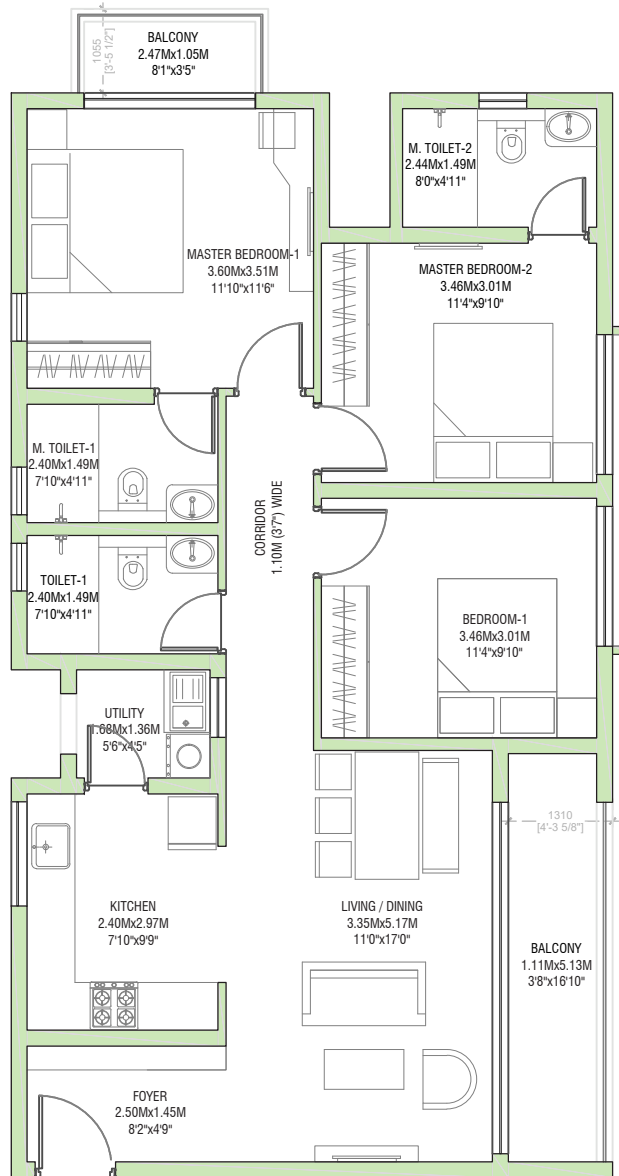 BALCONY
2.47Mx1.05M
8'1"x3'5"
1055
[3'-5 1/2"]
M. TOILET-2
2.44Mx1.49M
8'0"x4'11"
MASTER BEDROOM-1
3.60Mx3.51M
11'10"x11'6"
MASTER BEDROOM-2
3.46Mx3.01M
11'4"x9'10"
M. TOILET-1
2.40Mx1.49M
7'10"x4'11"
CORRIDOR
1.10M (3'7") WIDE
TOILET-1
2.40Mx1.49M
7'10"x4'11"
BEDROOM-1
3.46Mx3.01M
11'4"x9'10"
UTILITY
1.68Mx1.36M
5'6"x4'5"
1310
[4'-3 5/8"]
KITCHEN
2.40Mx2.97M
7'10"x9'9"
LIVING / DINING
3.35Mx5.17M
11'0"x17'0"
BALCONY
1.11Mx5.13M
3'8"x16'10"
FOYER
2.50Mx1.45M
8'2"x4'9"